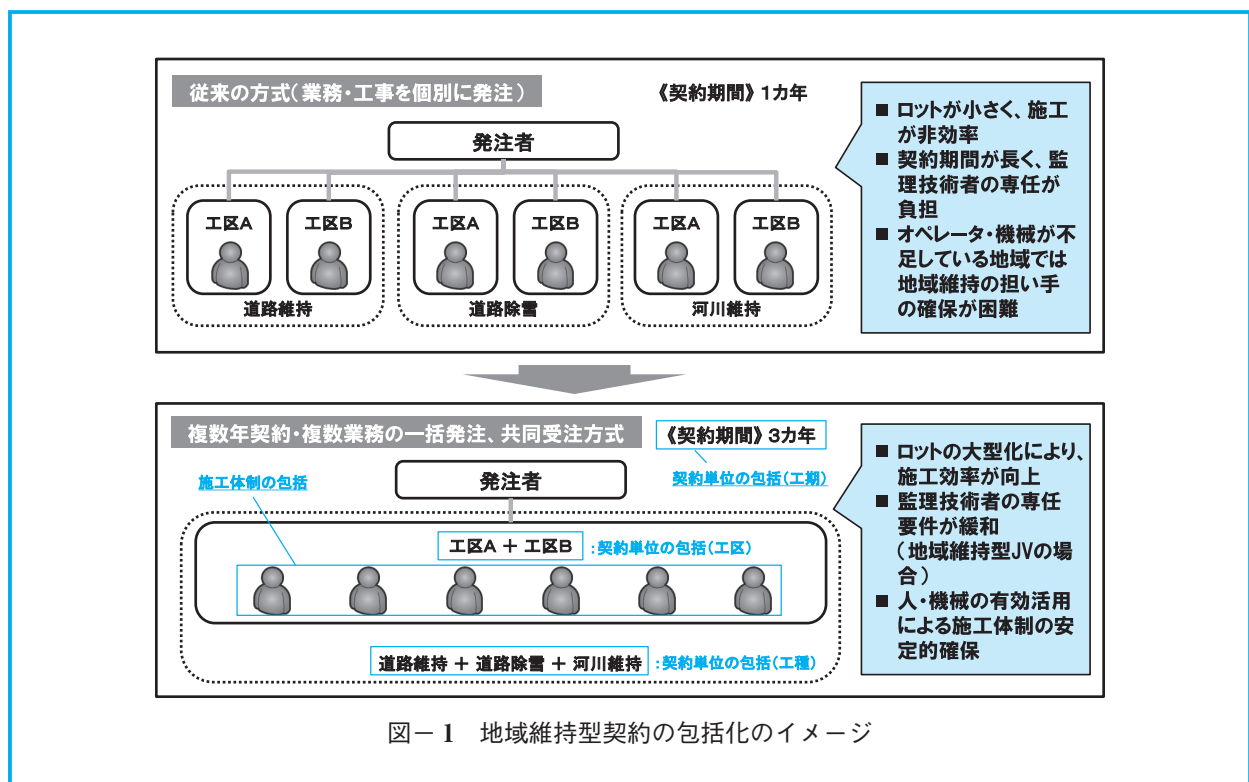 従来の方式(業務・工事を個別に発注)
《契約期間》1カ年
発注者
工区A
工区B
工区A
工区B
工区A
工区B
道路維持
道路除雪
河川維持
■ ロットが小さく、施工
が非効率
■ 契約期間が長く、監
理技術者の専任が
負担
■ オペレータ・機械が不
足している地域では
地域維持の担い手
の確保が困難
複数年契約・複数業務の一括発注、共同受注方式
《契約期間》3カ年
施工体制の包括
発注者
契約単位の包括(工期)
工区A + 工区B
:契約単位の包括(工区)
道路維持 + 道路除雪 + 河川維持
:契約単位の包括(工種)
■ ロットの大型化により、
施工効率が向上
■ 監理技術者の専任
要件が緩和
(地域維持型JVの場
合)
■ 人・機械の有効活用
による施工体制の安
定的確保
図-1 地域維持型契約の包括化のイメージ